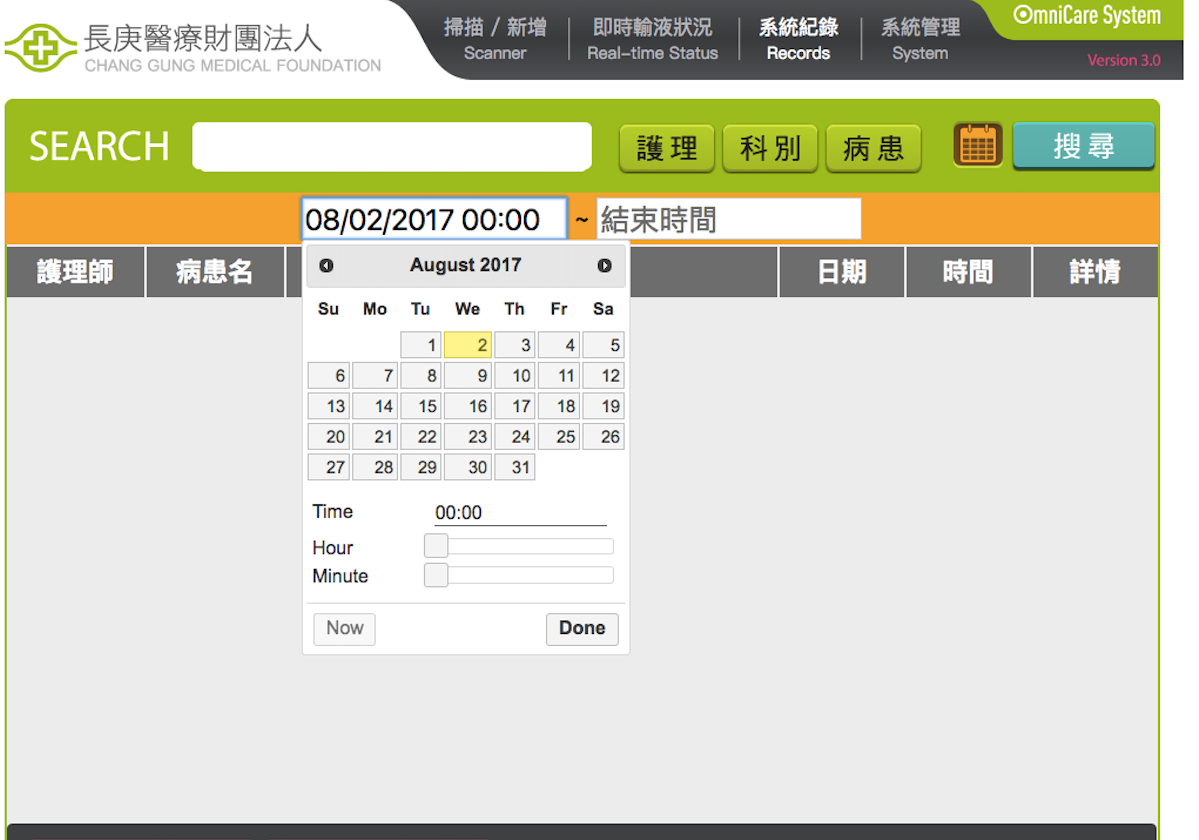 長庚醫療財團法人
CHANG GUNG MEDICAL FOUNDATION
掃描 / 新增
Scanner
即時輸液狀況
Real-time Status
系統紀錄
Records
系統管理
System
OmniCare System
Version 3.0
SEARCH
護理
科別
病患
搜尋
08/02/2017 00:00 ~ 結束時間
護理師 病患名 日期 時間 詳情
August 2017
Su Mo Tu We Th Fr Sa
1 2 3 4 5
6 7 8 9 10 11 12
13 14 15 16 17 18 19
20 21 22 23 24 25 26
27 28 29 30 31
Time 00:00
Hour
Minute
Now Done